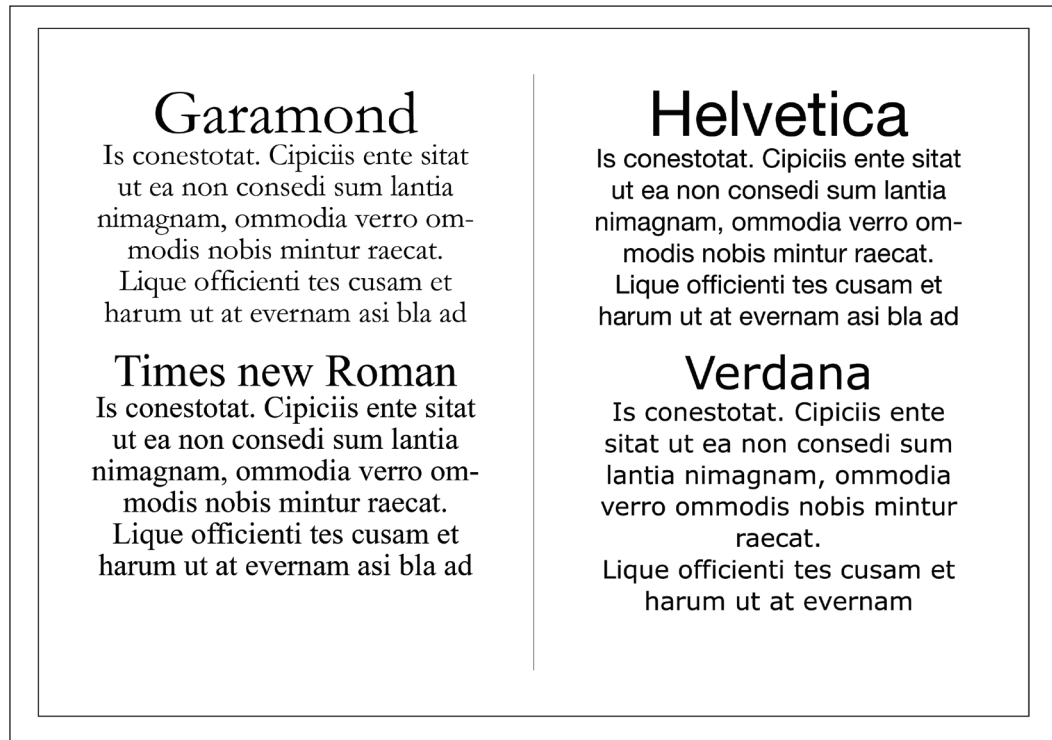 Garamond
Is conestotat. Cipiciis ente sitat
ut ea non consedi sum lantia
nimagnam, ommodia verro om-
modis nobis mintur raecat.
Lique officienti tes cusam et
harum ut at evernam asi bla ad
Times new Roman
Is conestotat. Cipiciis ente sitat
ut ea non consedi sum lantia
nimagnam, ommodia verro om-
modis nobis mintur raecat.
Lique officienti tes cusam et
harum ut at evernam asi bla ad
Helvetica
Is conestotat. Cipiciis ente sitat
ut ea non consedi sum lantia
nimagnam, ommodia verro om-
modis nobis mintur raecat.
Lique officienti tes cusam et
harum ut at evernam asi bla ad
Verdana
Is conestotat. Cipiciis ente
sitat ut ea non consedi sum
lantia nimagnam, ommodia
verro ommodis nobis mintur
raecat.
Lique officienti tes cusam et
harum ut at evernam